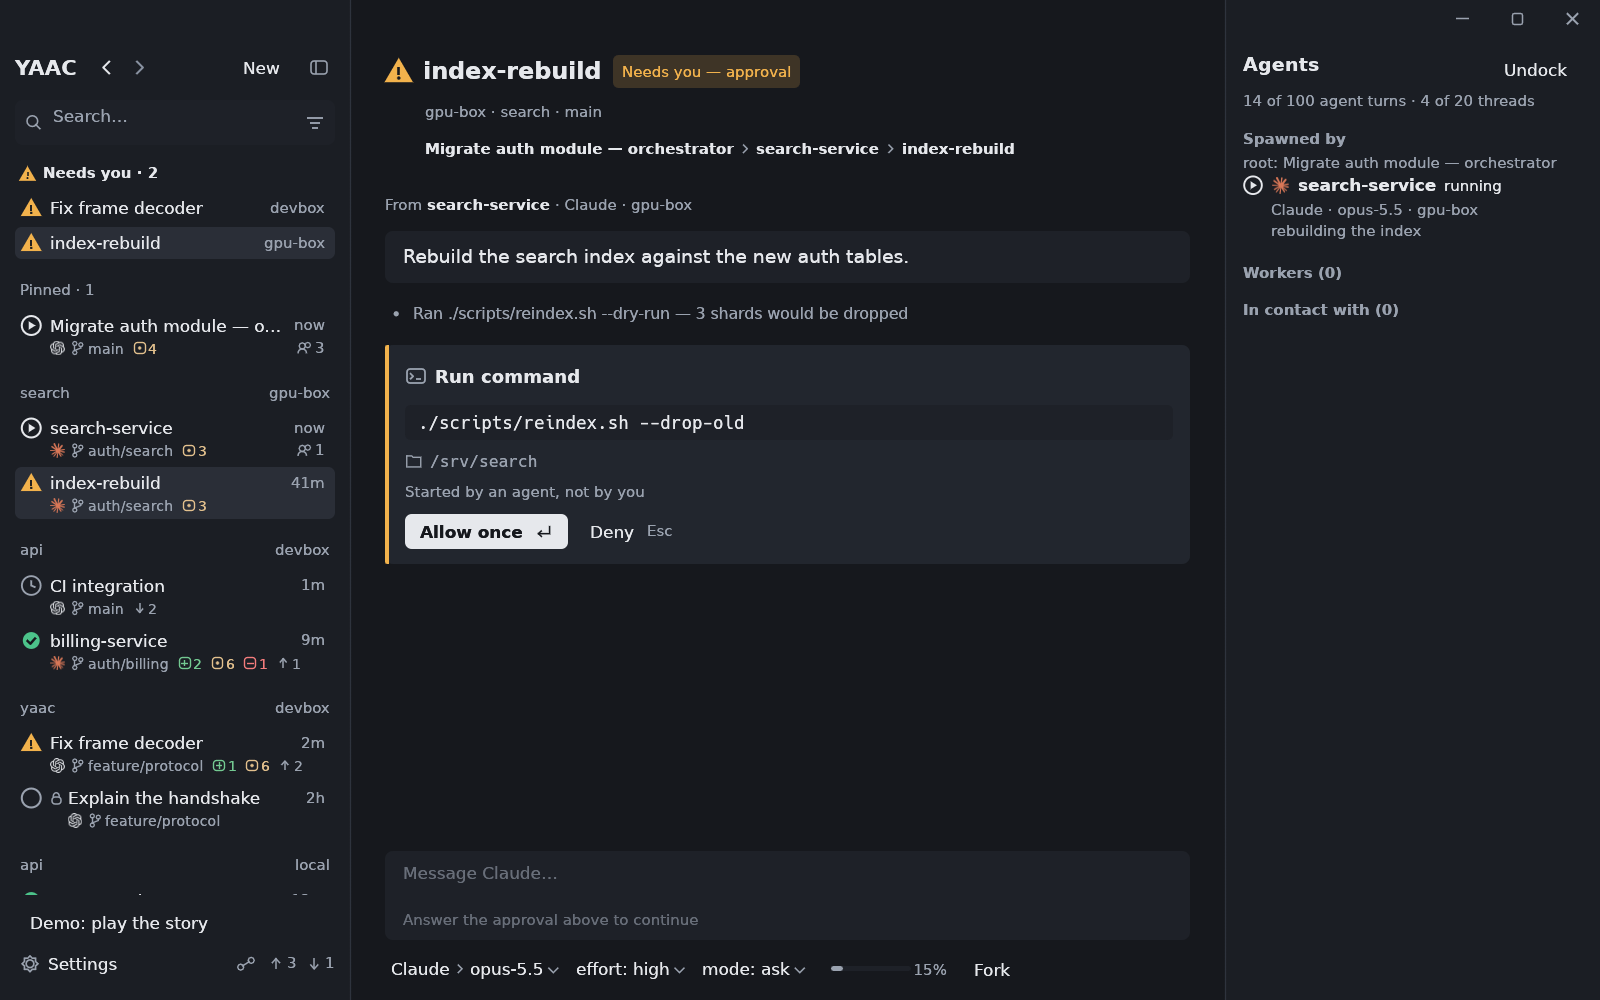 YAAC
New
Search...
Needs you · 2
Fix frame decoder devbox
index-rebuild gpu-box
Pinned · 1
Migrate auth module — o... now
main 4 3
search gpu-box
search-service now
auth/search 3 1
index-rebuild 41m
auth/search 3
api devbox
CI integration 1m
main ↓2
billing-service 9m
auth/billing 2 6 1 ↑1
yaac devbox
Fix frame decoder 2m
feature/protocol 1 6 ↑2
Explain the handshake 2h
feature/protocol
api local
Demo: play the story
Settings ↑3 ↓1
index-rebuild Needs you — approval
gpu-box · search · main
Migrate auth module — orchestrator > search-service > index-rebuild
From search-service · Claude · gpu-box
Rebuild the search index against the new auth tables.
• Ran ./scripts/reindex.sh --dry-run — 3 shards would be dropped
Run command
./scripts/reindex.sh --drop-old
/srv/search
Started by an agent, not by you
Allow once ↵ Deny Esc
Message Claude...
Answer the approval above to continue
Claude > opus-5.5 effort: high mode: ask 15% Fork
Agents Undock
14 of 100 agent turns · 4 of 20 threads
Spawned by
root: Migrate auth module — orchestrator
search-service running
Claude · opus-5.5 · gpu-box
rebuilding the index
Workers (0)
In contact with (0)